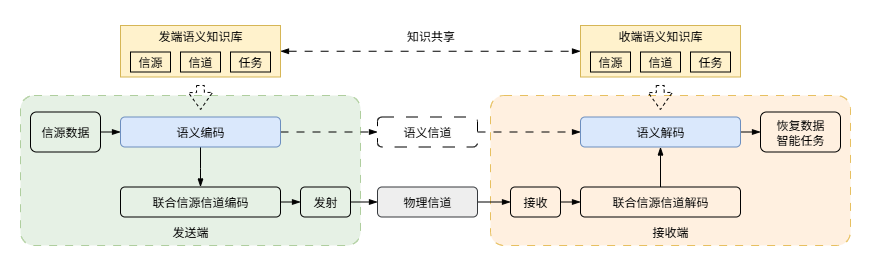 发端语义知识库
信源
信道
任务
知识共享
收端语义知识库
信源
信道
任务
信源数据
语义编码
语义信道
语义解码
恢复数据
智能任务
联合信源信道编码
发射
物理信道
接收
联合信源信道解码
发送端
接收端